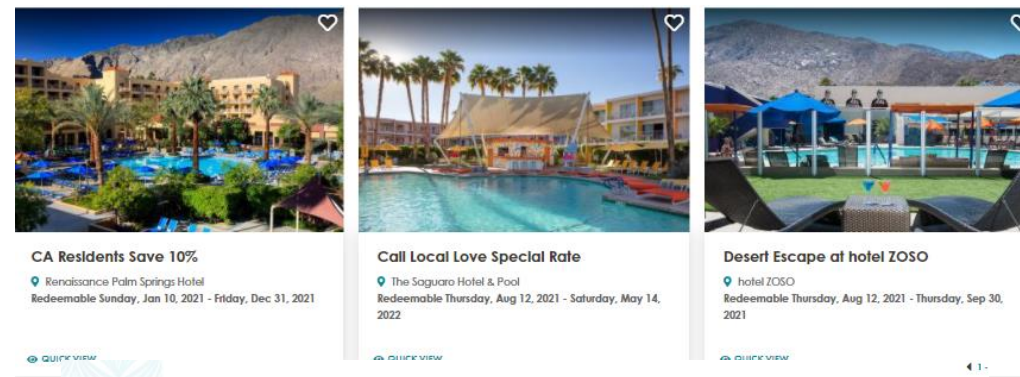 CA Residents Save 10%
Renaissance Palm Springs Hotel
Redeemable Sunday, Jan 10, 2021 - Friday, Dec 31, 2021
QUICK VIEW
Cali Local Love Special Rate
The Saguaro Hotel & Pool
Redeemable Thursday, Aug 12, 2021 - Saturday, May 14,
2022
QUICK VIEW
Desert Escape at hotel ZOSO
hotel ZOSO
Redeemable Thursday, Aug 12, 2021 - Thursday, Sep 30,
2021
QUICK VIEW
1 -